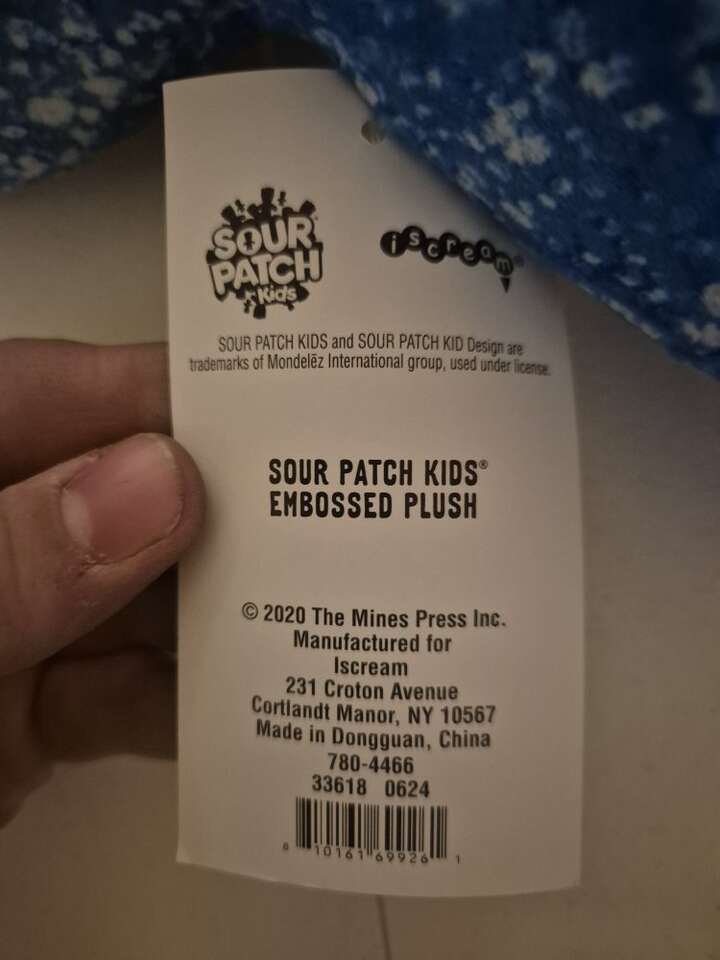 SOUR
PATCH
Kids
iscream®
SOUR PATCH KIDS and SOUR PATCH KID Design are
trademarks of Mondelēz International group, used under license.
SOUR PATCH KIDS®
EMBOSSED PLUSH
© 2020 The Mines Press Inc.
Manufactured for
Iscream
231 Croton Avenue
Cortlandt Manor, NY 10567
Made in Dongguan, China
780-4466
33618 0624
8 10161 69926 1